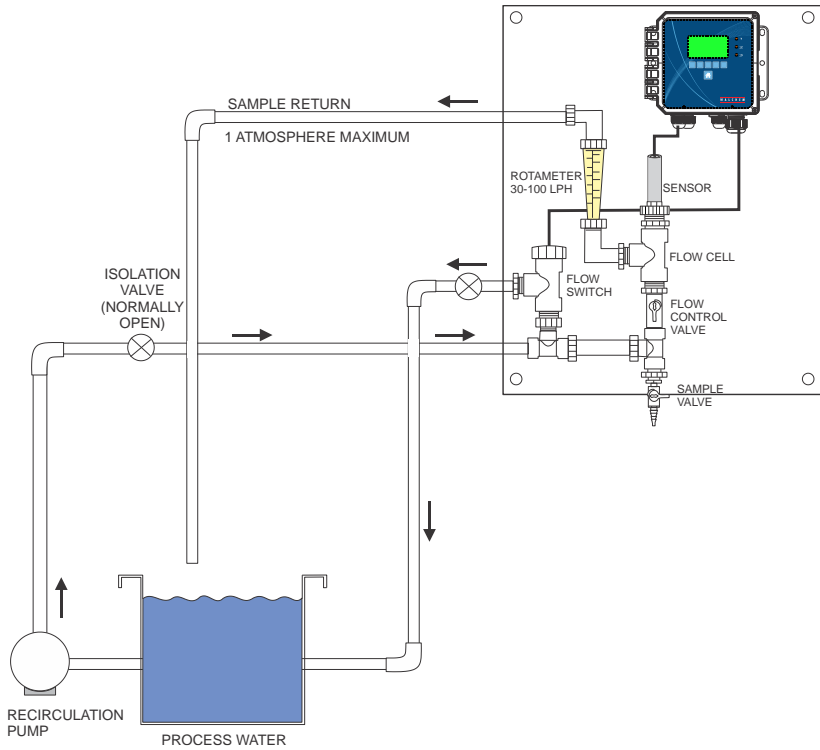 SAMPLE RETURN
1 ATMOSPHERE MAXIMUM
ROTAMETER
30-100 LPH
SENSOR
WALCHEM
ISOLATION
VALVE
(NORMALLY
OPEN)
FLOW
SWITCH
FLOW CELL
FLOW
CONTROL
VALVE
SAMPLE
VALVE
RECIRCULATION
PUMP
PROCESS WATER